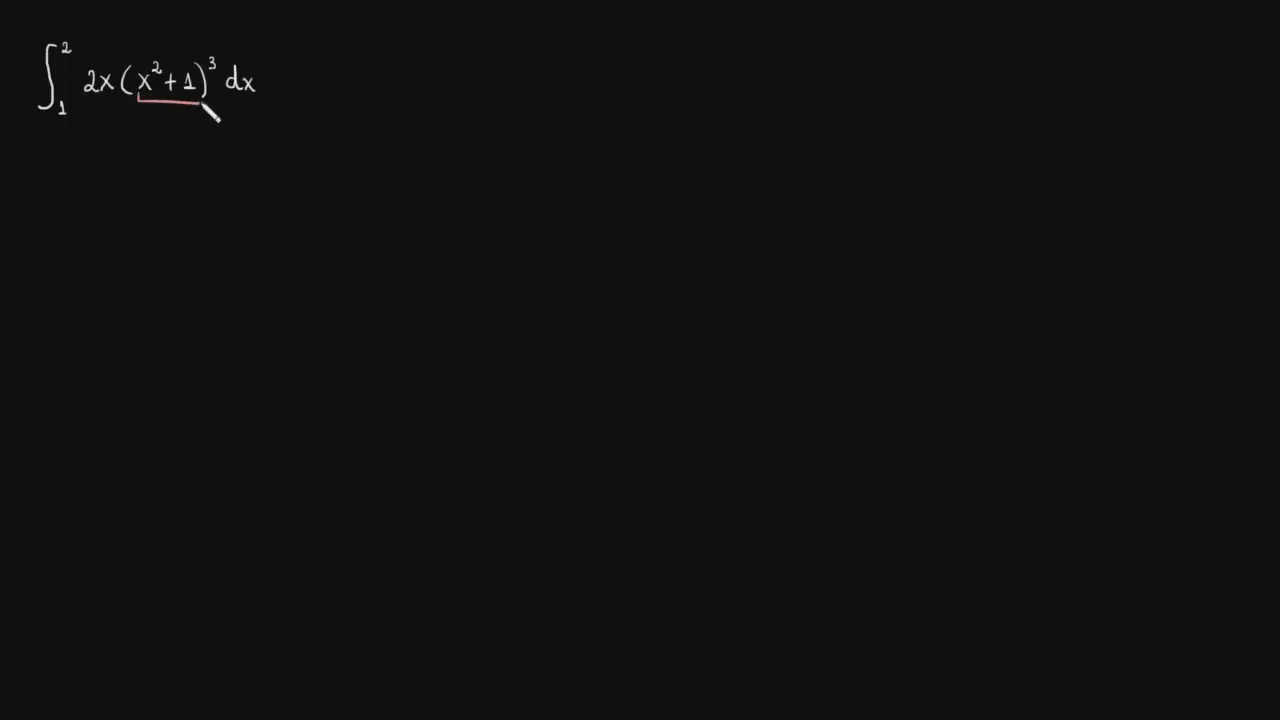 ∫₁² 2x(x²+1)³ dx